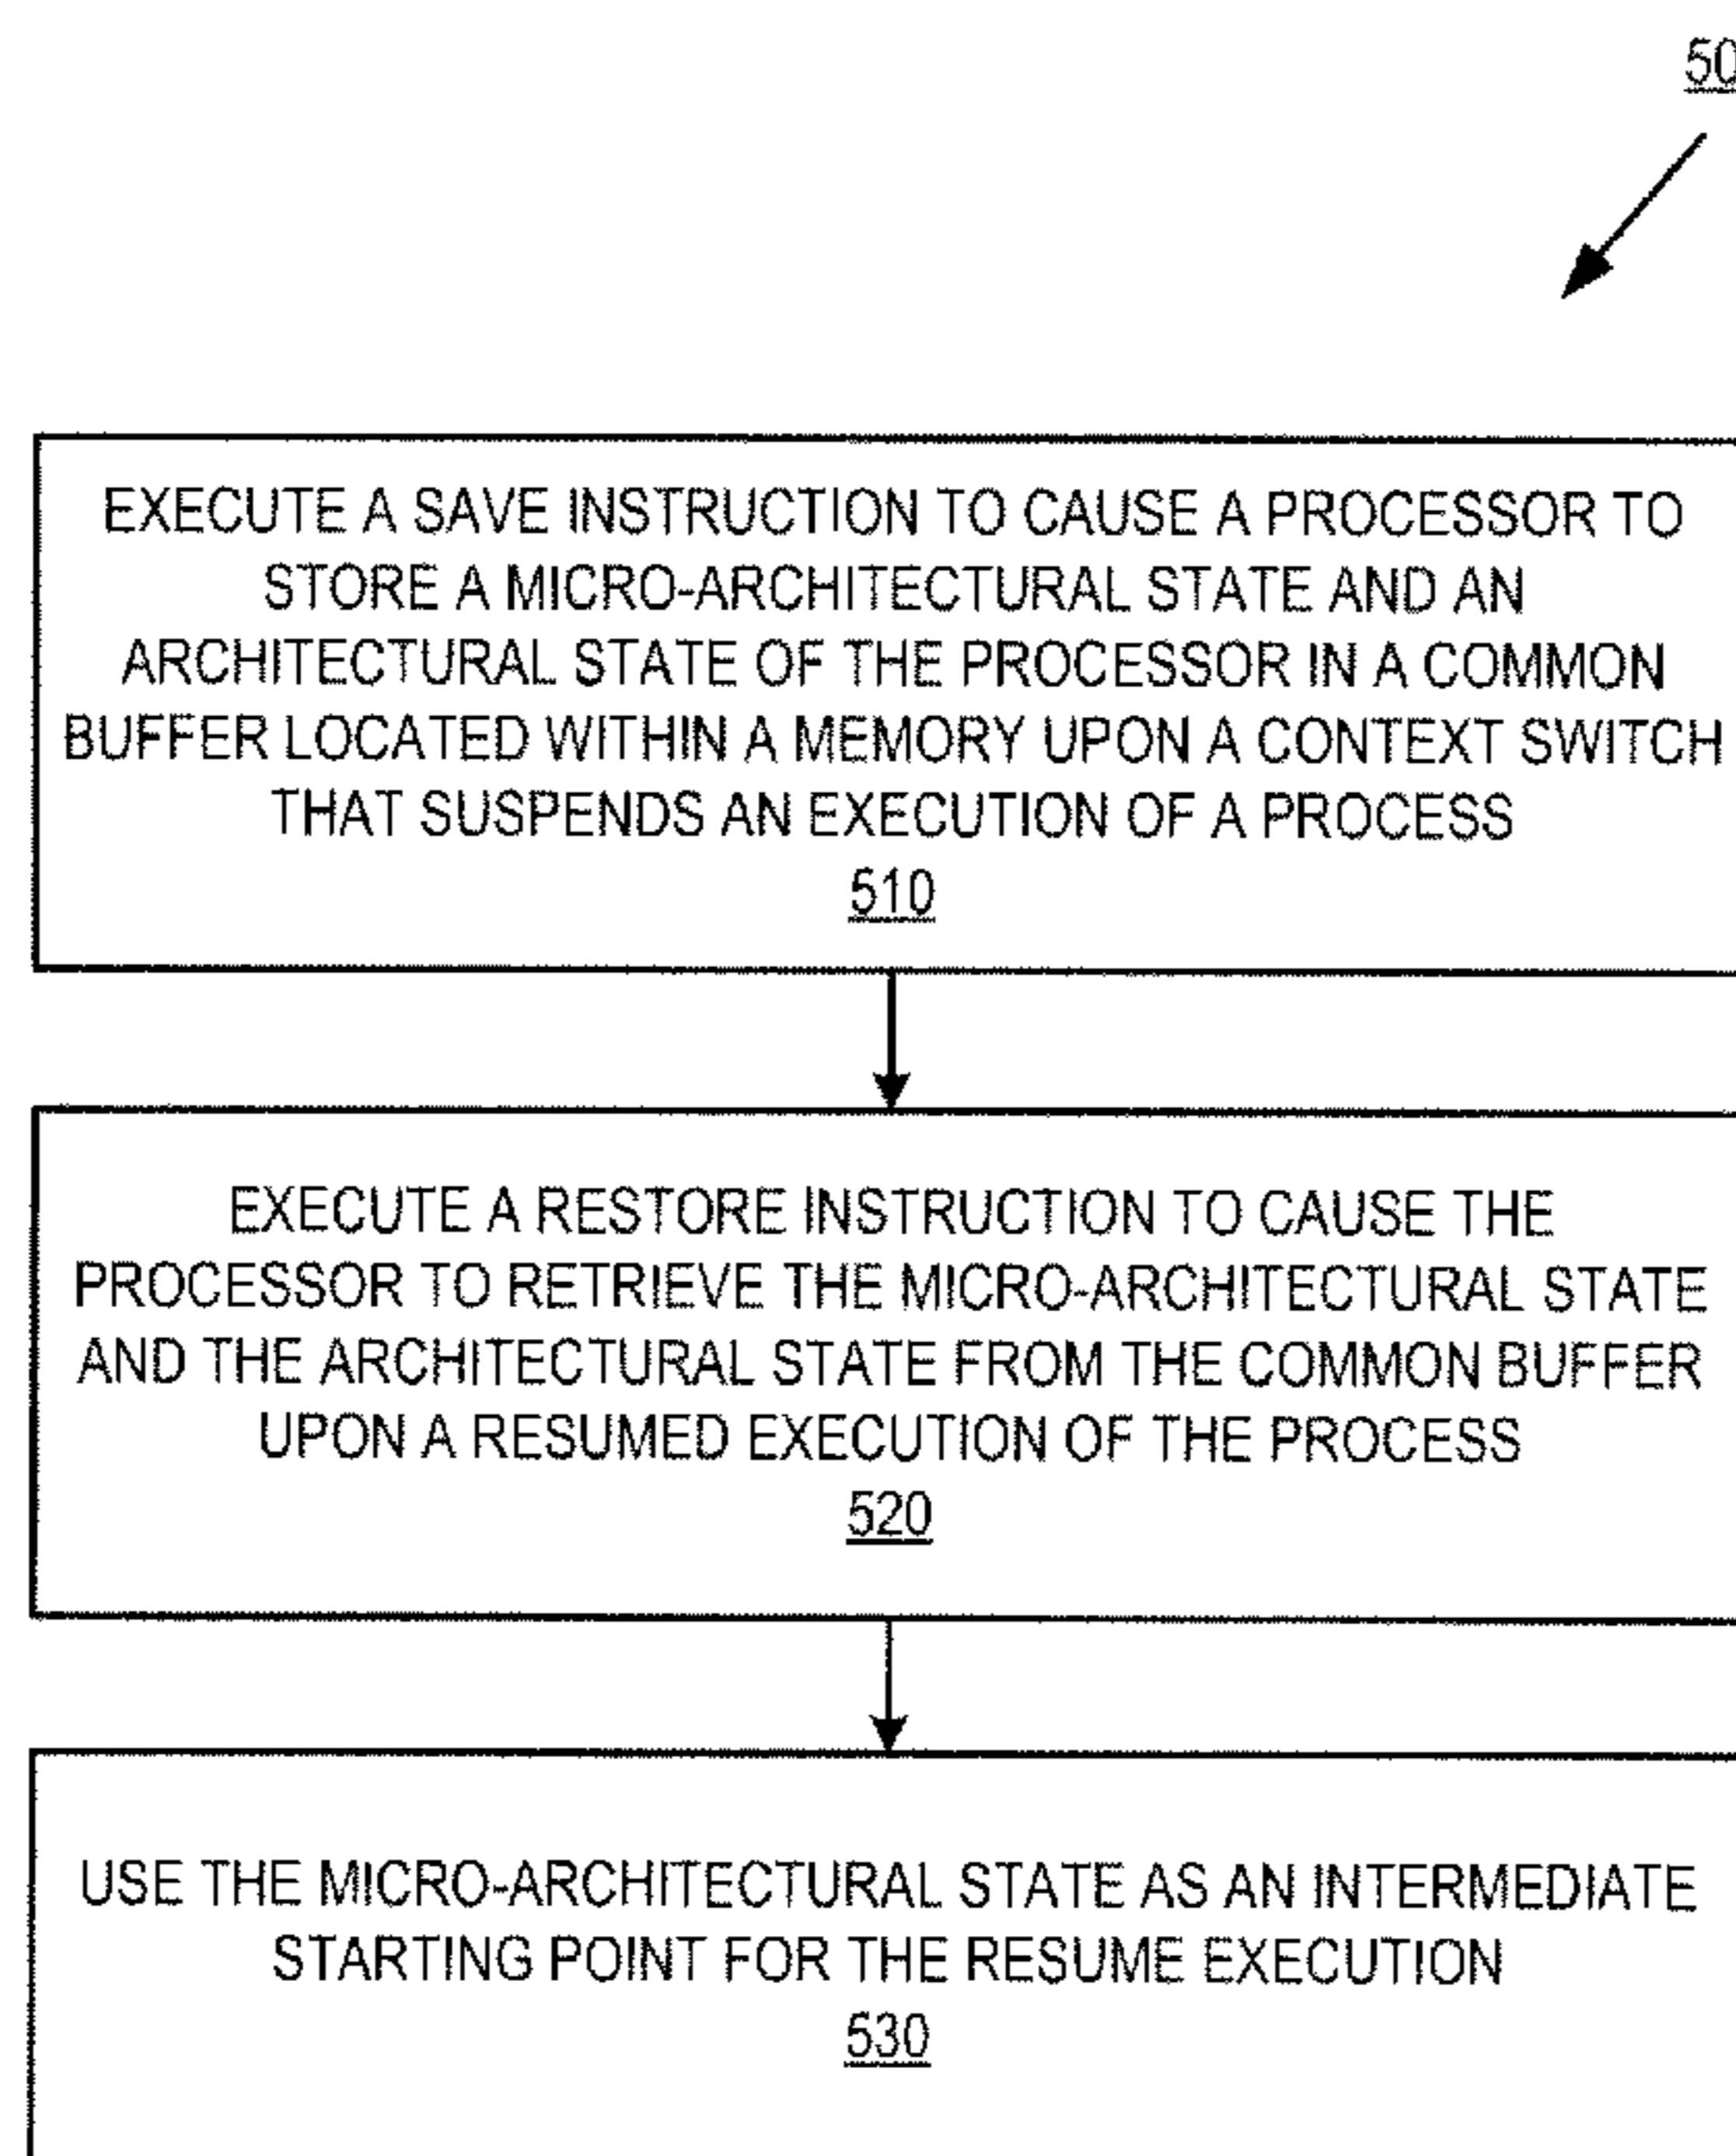 50
EXECUTE A SAVE INSTRUCTION TO CAUSE A PROCESSOR TO
STORE A MICRO-ARCHITECTURAL STATE AND AN
ARCHITECTURAL STATE OF THE PROCESSOR IN A COMMON
BUFFER LOCATED WITHIN A MEMORY UPON A CONTEXT SWITCH
THAT SUSPENDS AN EXECUTION OF A PROCESS
510
EXECUTE A RESTORE INSTRUCTION TO CAUSE THE
PROCESSOR TO RETRIEVE THE MICRO-ARCHITECTURAL STATE
AND THE ARCHITECTURAL STATE FROM THE COMMON BUFFER
UPON A RESUMED EXECUTION OF THE PROCESS
520
USE THE MICRO-ARCHITECTURAL STATE AS AN INTERMEDIATE
STARTING POINT FOR THE RESUME EXECUTION
530